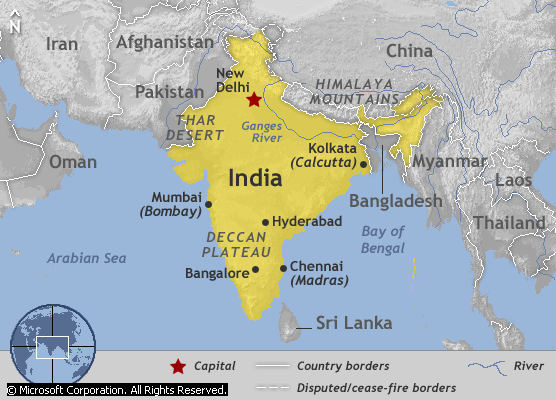 N
Iran
Afghanistan
China
New
Delhi
Pakistan
HIMALAYA
MOUNTAINS
THAR
DESERT
Ganges
River
Oman
Kolkata
(Calcutta)
Myanmar
India
Laos
Mumbai
(Bombay)
Bangladesh
Hyderabad
Thailand
DECCAN
PLATEAU
Bay of
Bengal
Arabian Sea
Bangalore
Chennai
(Madras)
Sri Lanka
Capital
Country borders
River
Disputed/cease-fire borders
© Microsoft Corporation. All Rights Reserved.